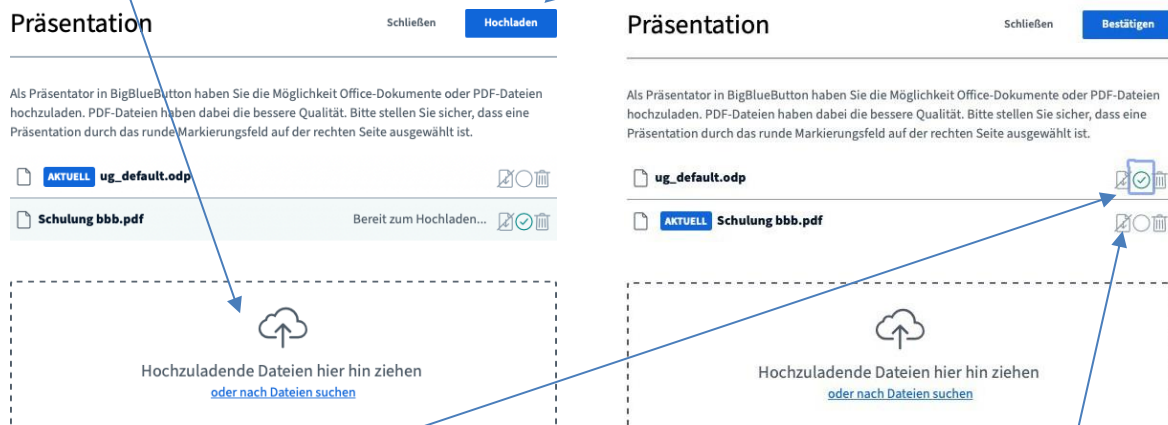 Präsentation
Schließen
Hochladen
Als Präsentator in BigBlueButton haben Sie die Möglichkeit Office-Dokumente oder PDF-Dateien
hochzuladen. PDF-Dateien haben dabei die bessere Qualität. Bitte stellen Sie sicher, dass eine
Präsentation durch das runde Markierungsfeld auf der rechten Seite ausgewählt ist.
AKTUELL ug_default.odp
Schulung bbb.pdf
Bereit zum Hochladen...
Hochzuladende Dateien hier hin ziehen
oder nach Dateien suchen
Präsentation
Schließen
Bestätigen
Als Präsentator in BigBlueButton haben Sie die Möglichkeit Office-Dokumente oder PDF-Dateien
hochzuladen. PDF-Dateien haben dabei die bessere Qualität. Bitte stellen Sie sicher, dass eine
Präsentation durch das runde Markierungsfeld auf der rechten Seite ausgewählt ist.
ug_default.odp
AKTUELL Schulung bbb.pdf
Hochzuladende Dateien hier hin ziehen
oder nach Dateien suchen